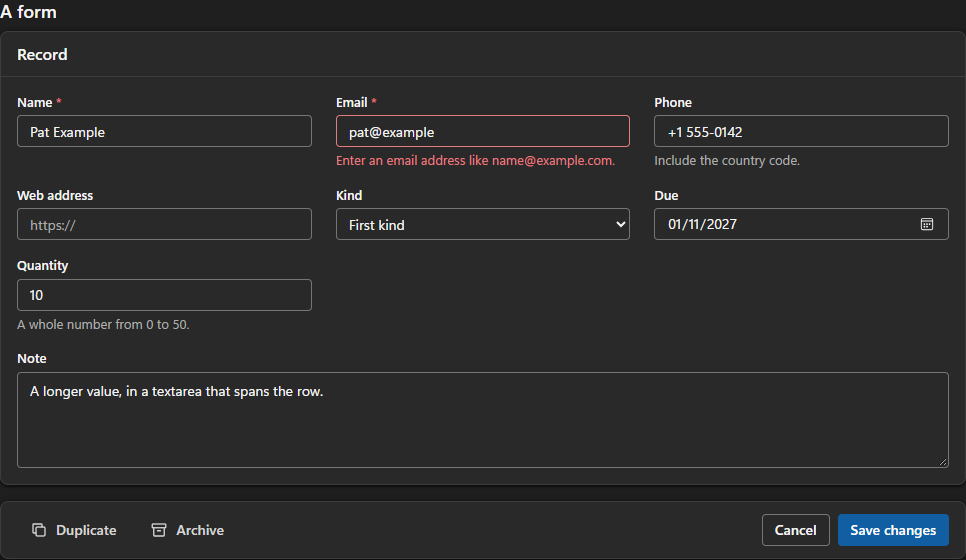 A form
Record
Name *
Email *
Phone
Pat Example
pat@example
+1 555-0142
Enter an email address like name@example.com.
Include the country code.
Web address
Kind
Due
https://
First kind
01/11/2027
Quantity
10
A whole number from 0 to 50.
Note
A longer value, in a textarea that spans the row.
Duplicate
Archive
Cancel
Save changes